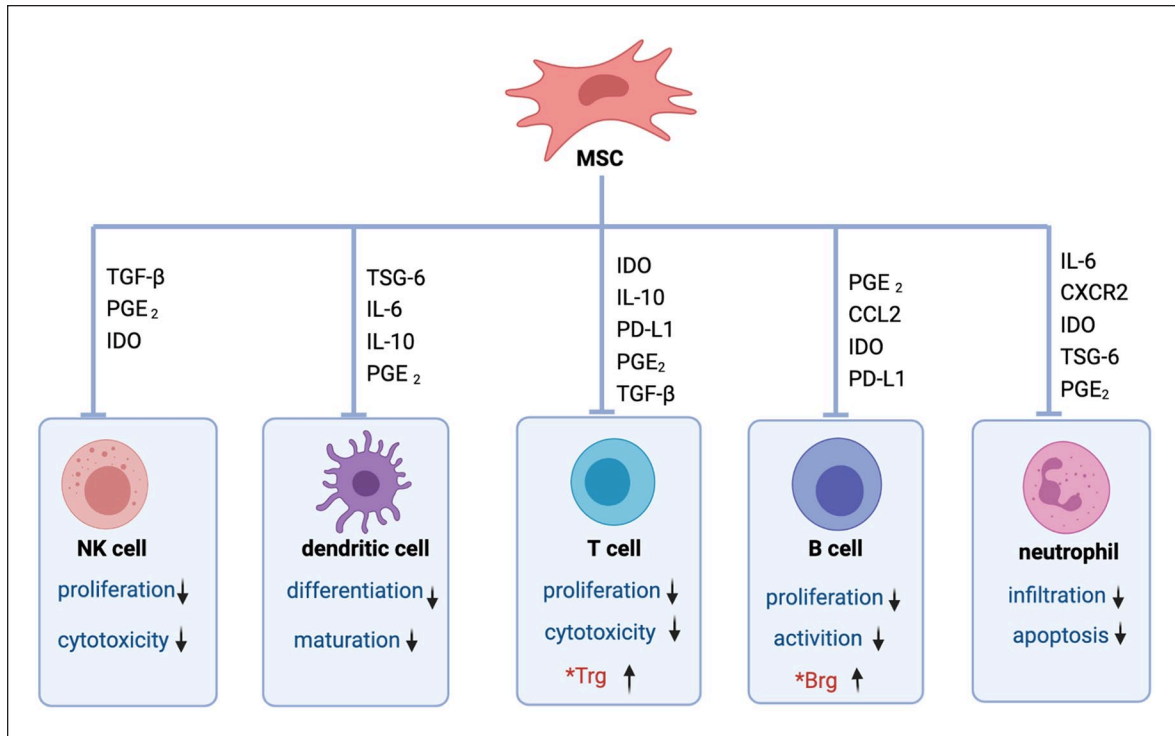 MSC
TGF-β
PGE₂
IDO
TSG-6
IL-6
IL-10
PGE₂
IDO
IL-10
PD-L1
PGE₂
TGF-β
PGE₂
CCL2
IDO
PD-L1
IL-6
CXCR2
IDO
TSG-6
PGE₂
NK cell
proliferation↓
cytotoxicity↓
dendritic cell
differentiation↓
maturation↓
T cell
proliferation↓
cytotoxicity↓
*Trg ↑
B cell
proliferation↓
activition↓
*Brg ↑
neutrophil
infiltration↓
apoptosis↓